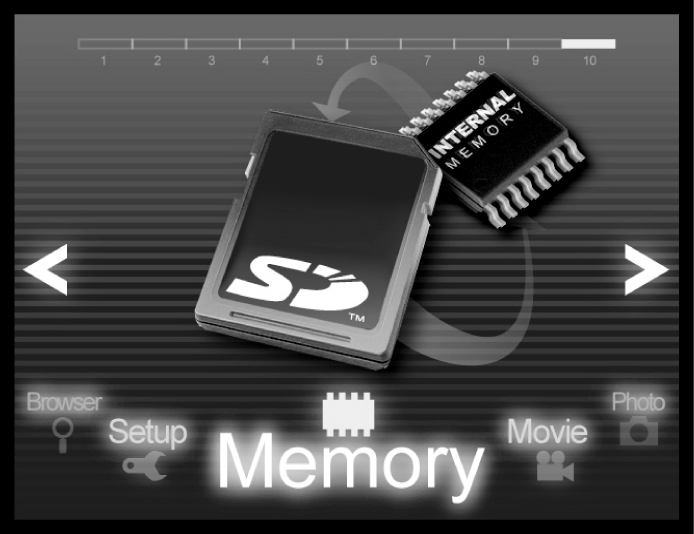 1 2 3 4 5 6 7 8 9 10
INTERNAL
MEMORY
SD
TM
< >
Browser
Photo
Setup
Movie
Memory